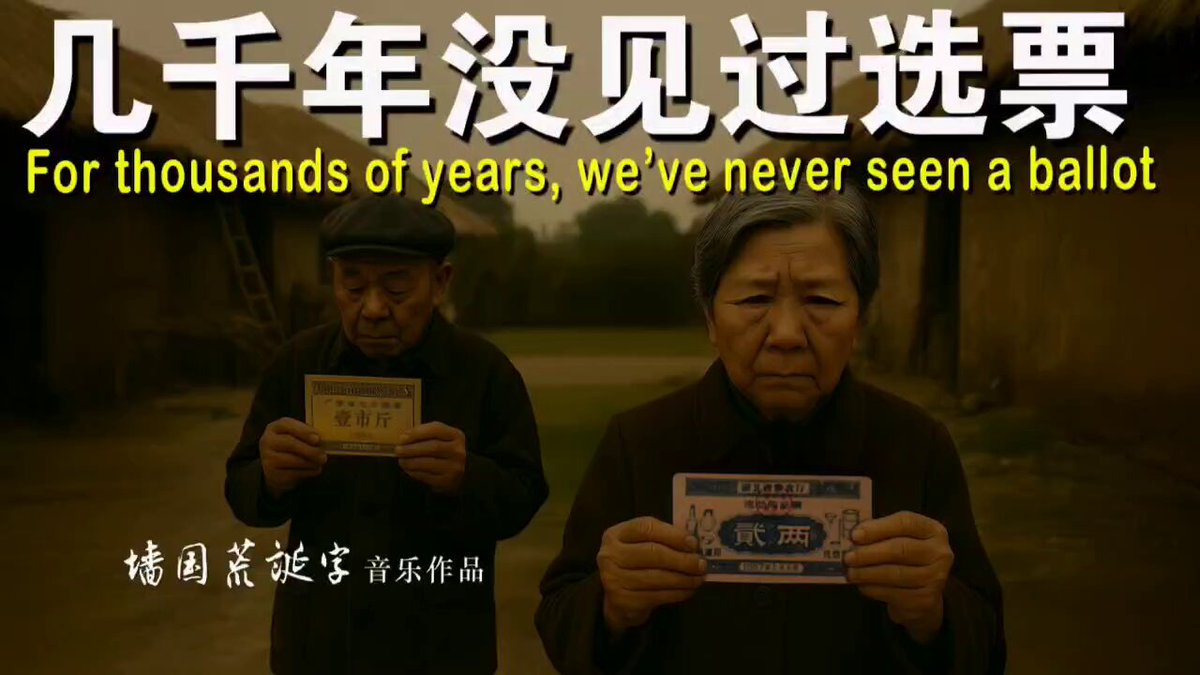 几千年没见过选票
For thousands of years, we've never seen a ballot
壹市斤
贰两
墙国荒诞字 音乐作品